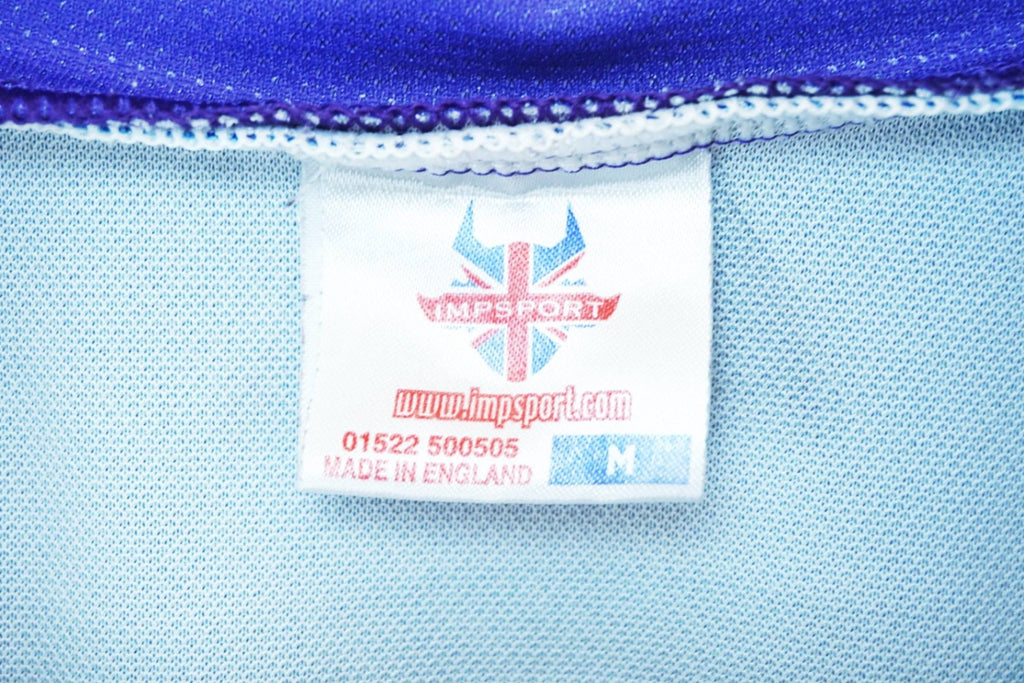 IMPSPORT
www.impsport.com
01522 500505
MADE IN ENGLAND
M